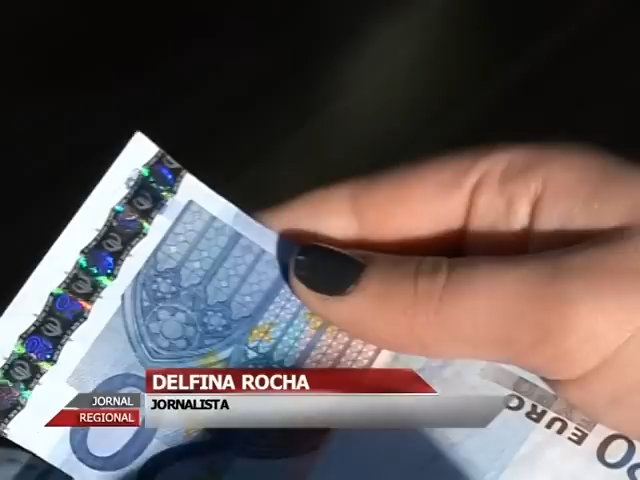 DELFINA ROCHA
JORNAL
JORNALISTA
REGIONAL
EURO